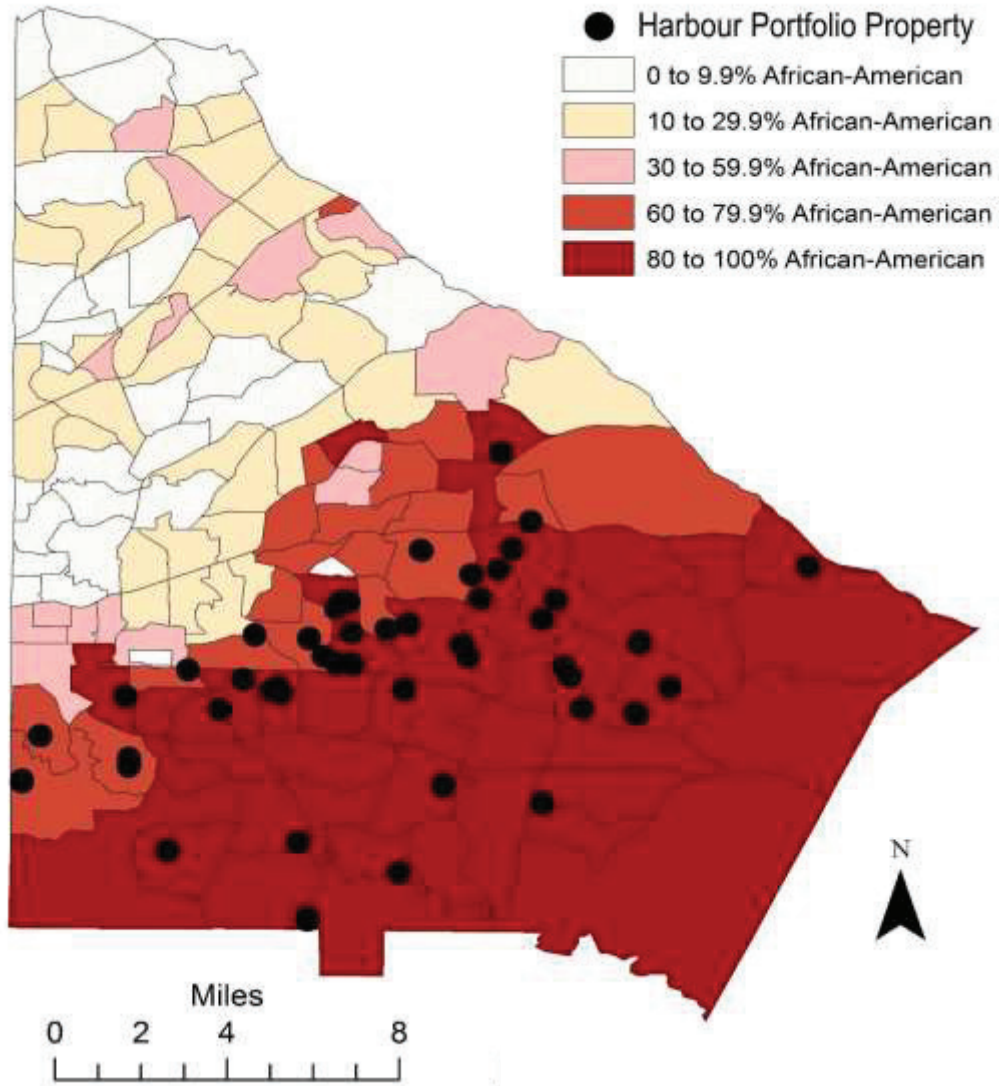 Harbour Portfolio Property
0 to 9.9% African-American
10 to 29.9% African-American
30 to 59.9% African-American
60 to 79.9% African-American
80 to 100% African-American
N
Miles
0 2 4 8